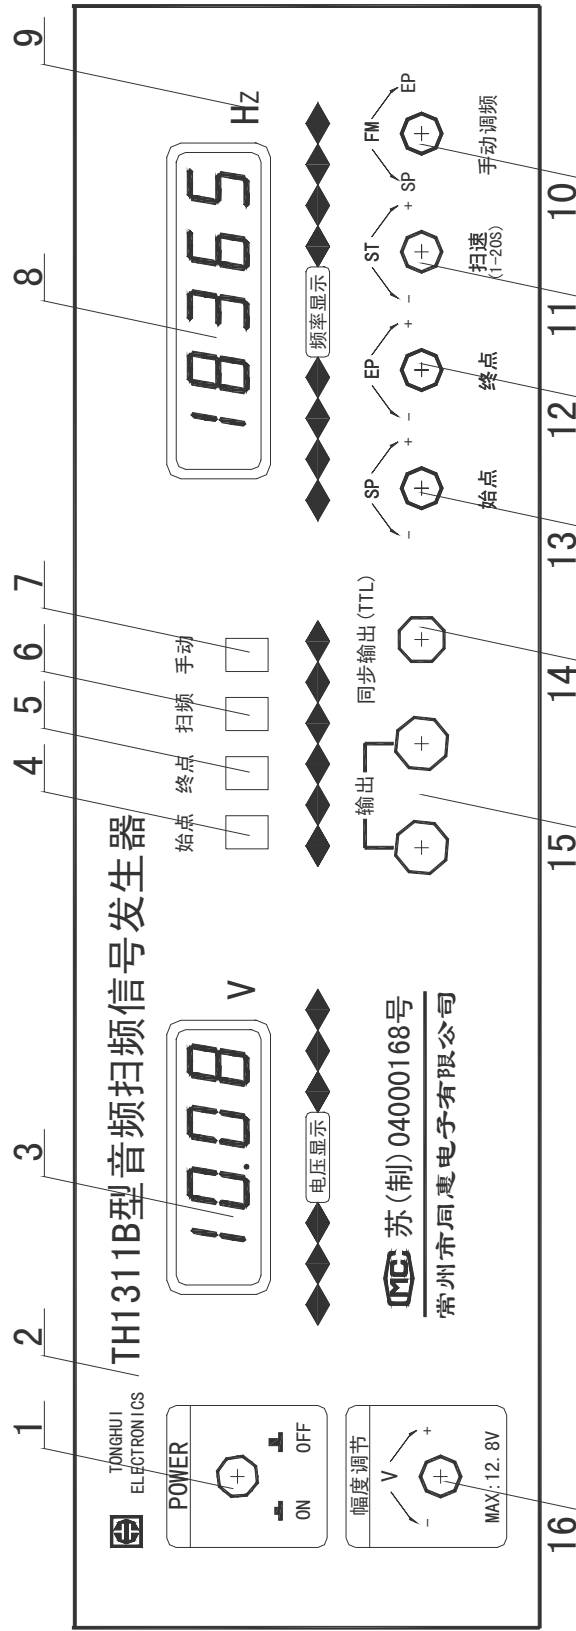 1
2
3
4
5
6
7
8
9
TONGHUI
ELECTRONICS
TH1311B型音频扫频信号发生器
POWER
ON
OFF
10.08
V
电压显示
始点
终点
扫频
手动
18365
Hz
频率显示
幅度调节
V
-
+
MAX:12.8V
MC 苏(制)04000168号
常州市同惠电子有限公司
输出
同步输出(TTL)
SP
-
+
始点
EP
-
+
终点
ST
-
+
扫速
(1-20S)
FM
SP
EP
手动调频
16
15
14
13
12
11
10